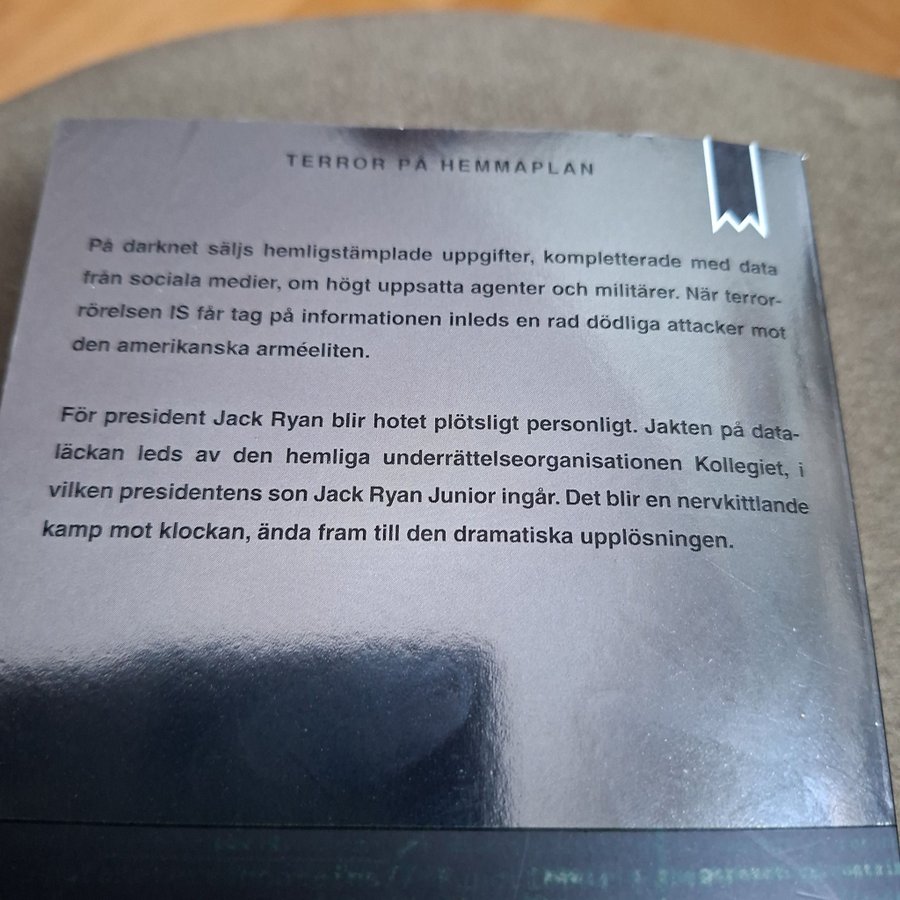 TERROR PÅ HEMMAPLAN
På darknet säljs hemligstämplade uppgifter, kompletterade med data
från sociala medier, om högt uppsatta agenter och militärer. När terror-
rörelsen IS får tag på informationen inleds en rad dödliga attacker mot
den amerikanska arméeliten.
För president Jack Ryan blir hotet plötsligt personligt. Jakten på data-
läckan leds av den hemliga underrättelseorganisationen Kollegiet, i
vilken presidentens son Jack Ryan Junior ingår. Det blir en nervkittlande
kamp mot klockan, ända fram till den dramatiska upplösningen.